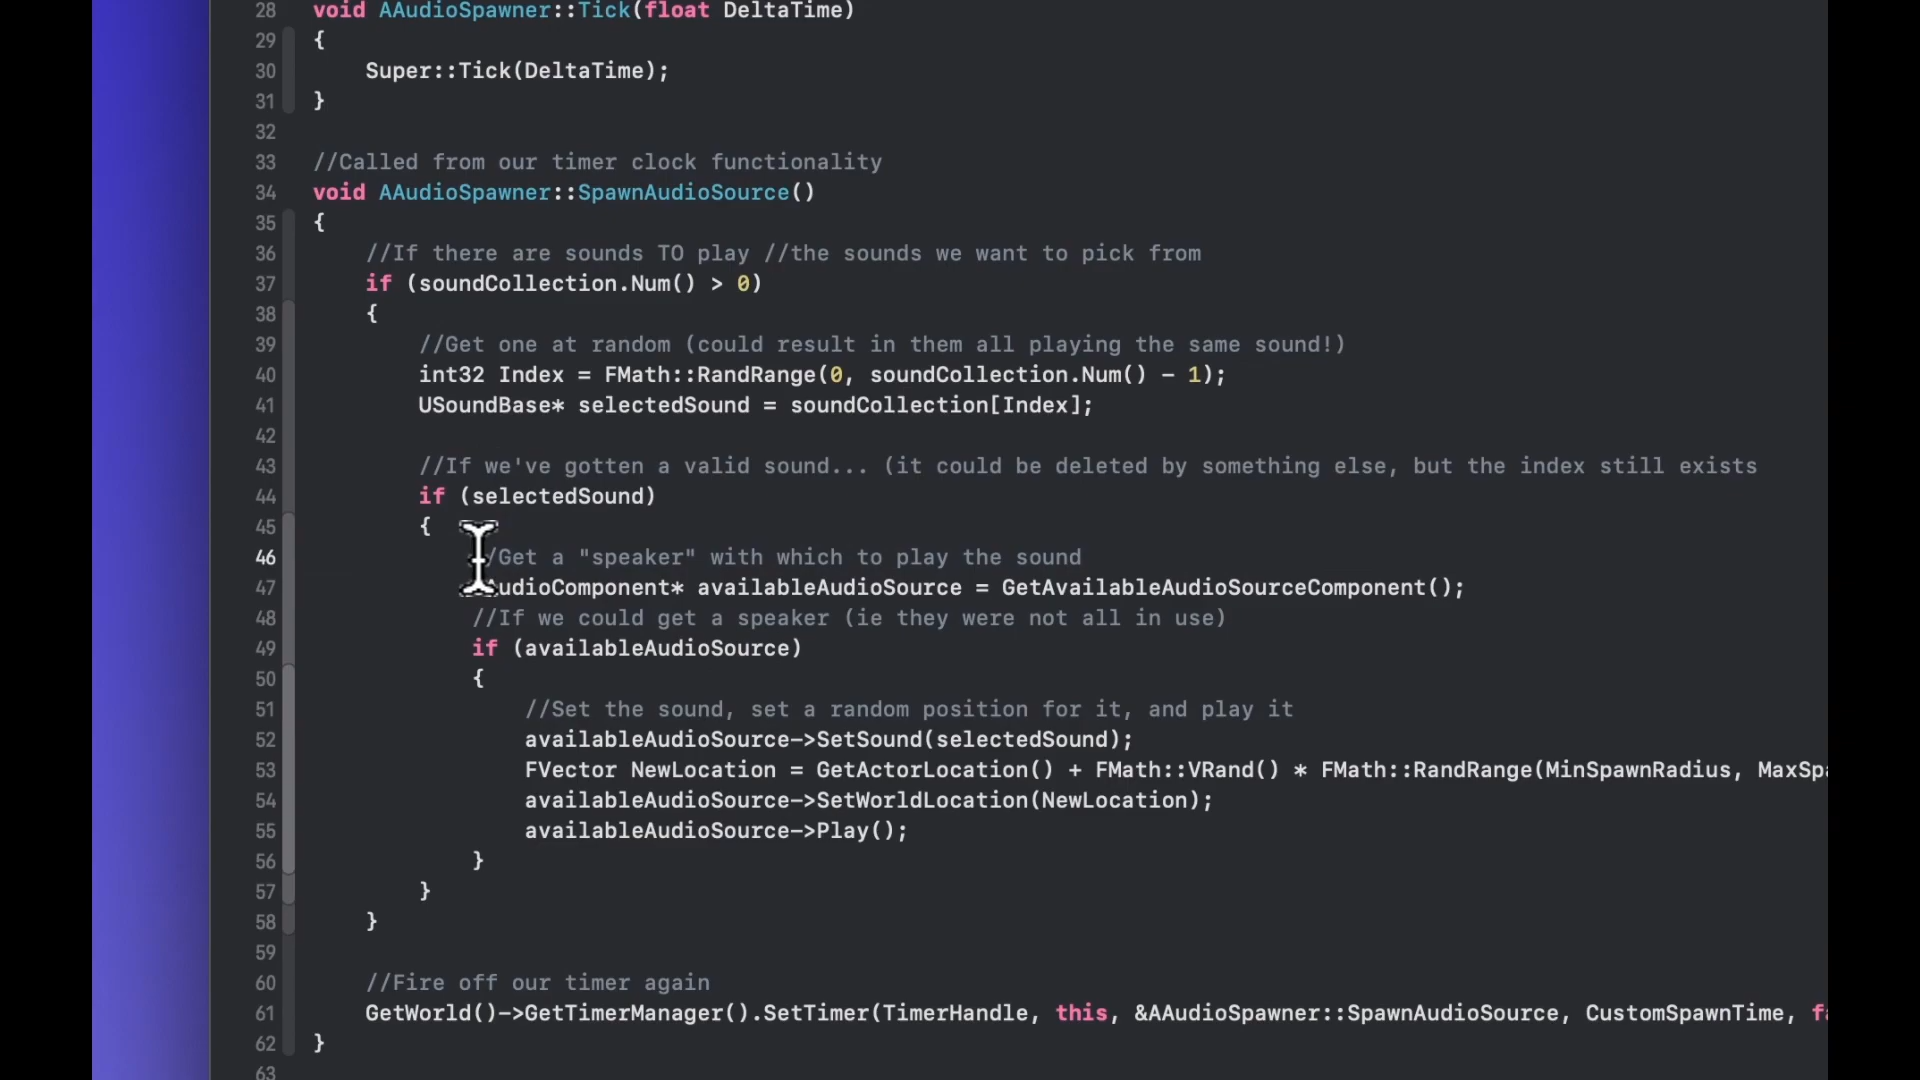 28 void AAudioSpawner::Tick(float DeltaTime)
29 {
30 Super::Tick(DeltaTime);
31 }
32
33 //Called from our timer clock functionality
34 void AAudioSpawner::SpawnAudioSource()
35 {
36 //If there are sounds TO play //the sounds we want to pick from
37 if (soundCollection.Num() > 0)
38 {
39 //Get one at random (could result in them all playing the same sound!)
40 int32 Index = FMath::RandRange(0, soundCollection.Num() - 1);
41 USoundBase* selectedSound = soundCollection[Index];
42
43 //If we've gotten a valid sound... (it could be deleted by something else, but the index still exists
44 if (selectedSound)
45 {
46 /Get a "speaker" with which to play the sound
47 udioComponent* availableAudioSource = GetAvailableAudioSourceComponent();
48 //If we could get a speaker (ie they were not all in use)
49 if (availableAudioSource)
50 {
51 //Set the sound, set a random position for it, and play it
52 availableAudioSource->SetSound(selectedSound);
53 FVector NewLocation = GetActorLocation() + FMath::VRand() * FMath::RandRange(MinSpawnRadius, MaxSp
54 availableAudioSource->SetWorldLocation(NewLocation);
55 availableAudioSource->Play();
56 }
57 }
58 }
59
60 //Fire off our timer again
61 GetWorld()->GetTimerManager().SetTimer(TimerHandle, this, &AAudioSpawner::SpawnAudioSource, CustomSpawnTime, f
62 }
63